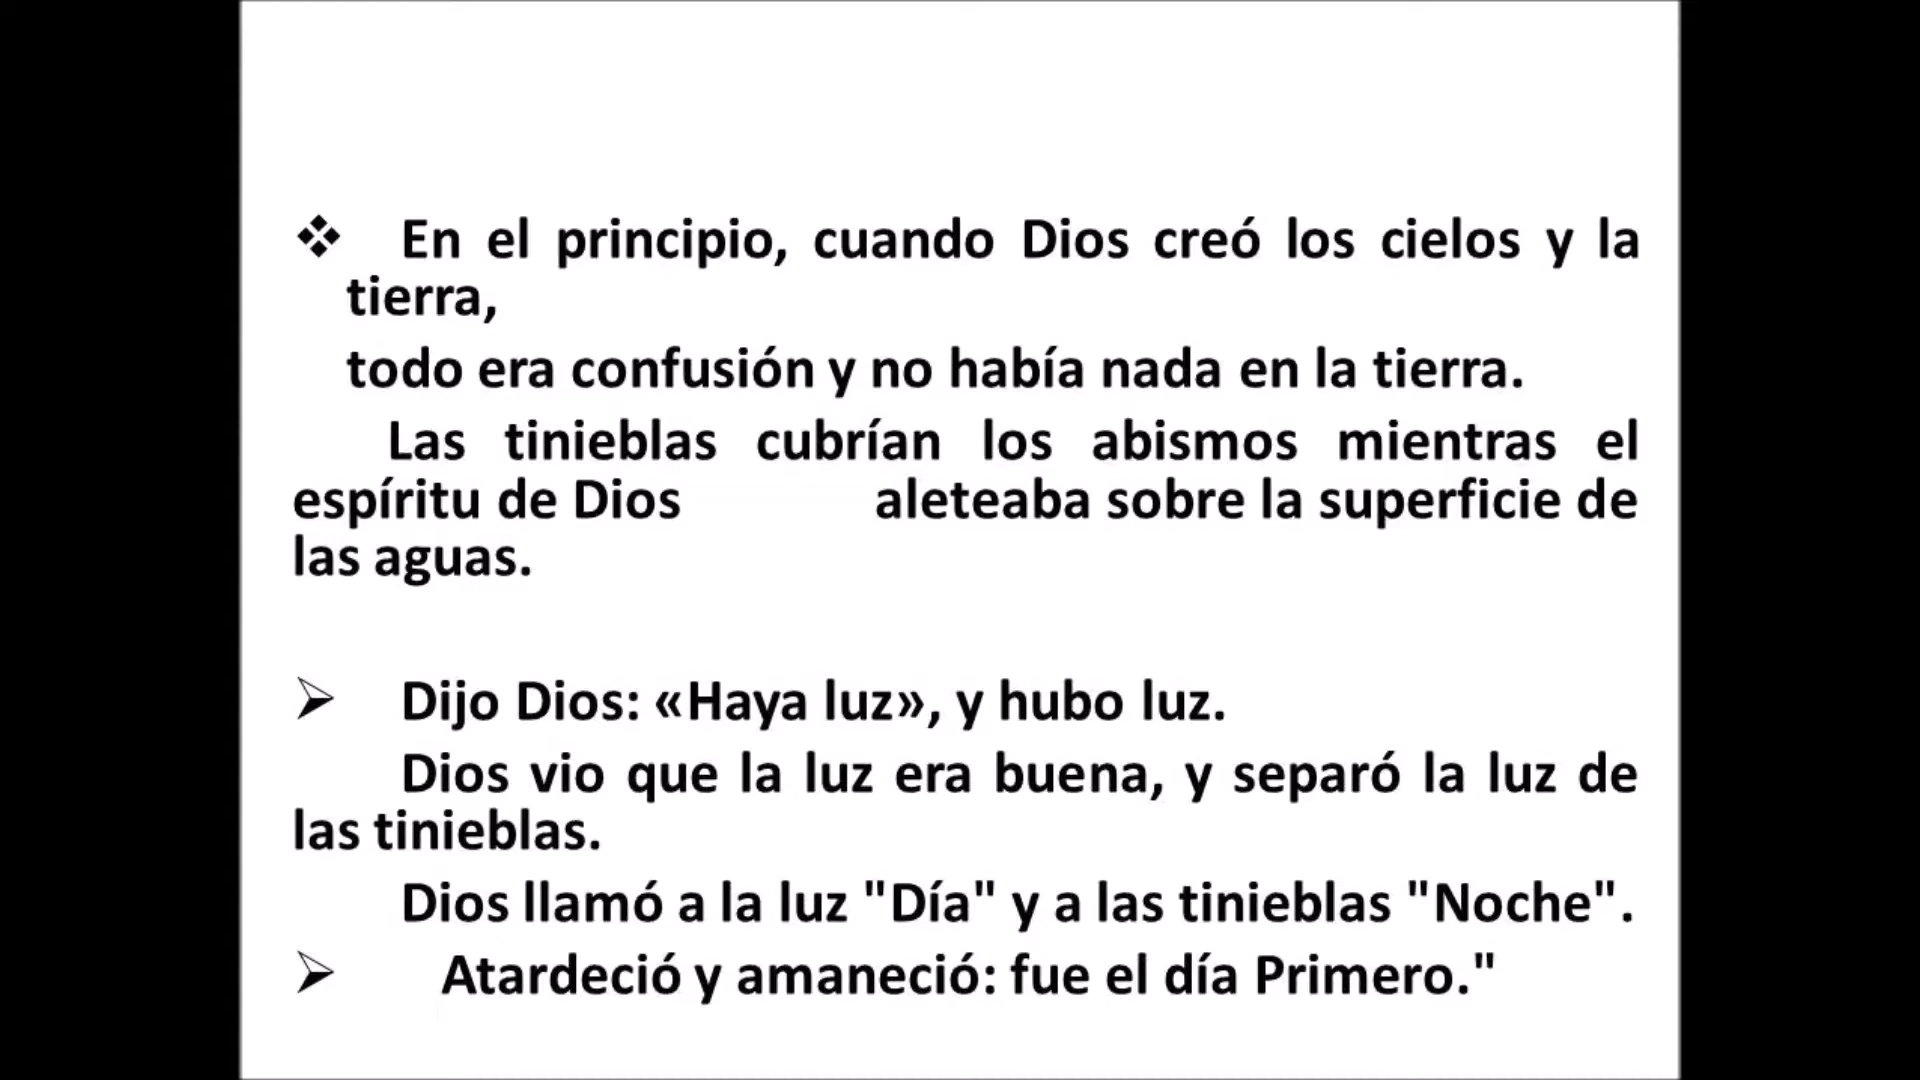 ❖ En el principio, cuando Dios creó los cielos y la
tierra,
todo era confusión y no había nada en la tierra.
Las tinieblas cubrían los abismos mientras el
espíritu de Dios aleteaba sobre la superficie de
las aguas.
➢ Dijo Dios: «Haya luz», y hubo luz.
Dios vio que la luz era buena, y separó la luz de
las tinieblas.
Dios llamó a la luz "Día" y a las tinieblas "Noche".
➢ Atardeció y amaneció: fue el día Primero."